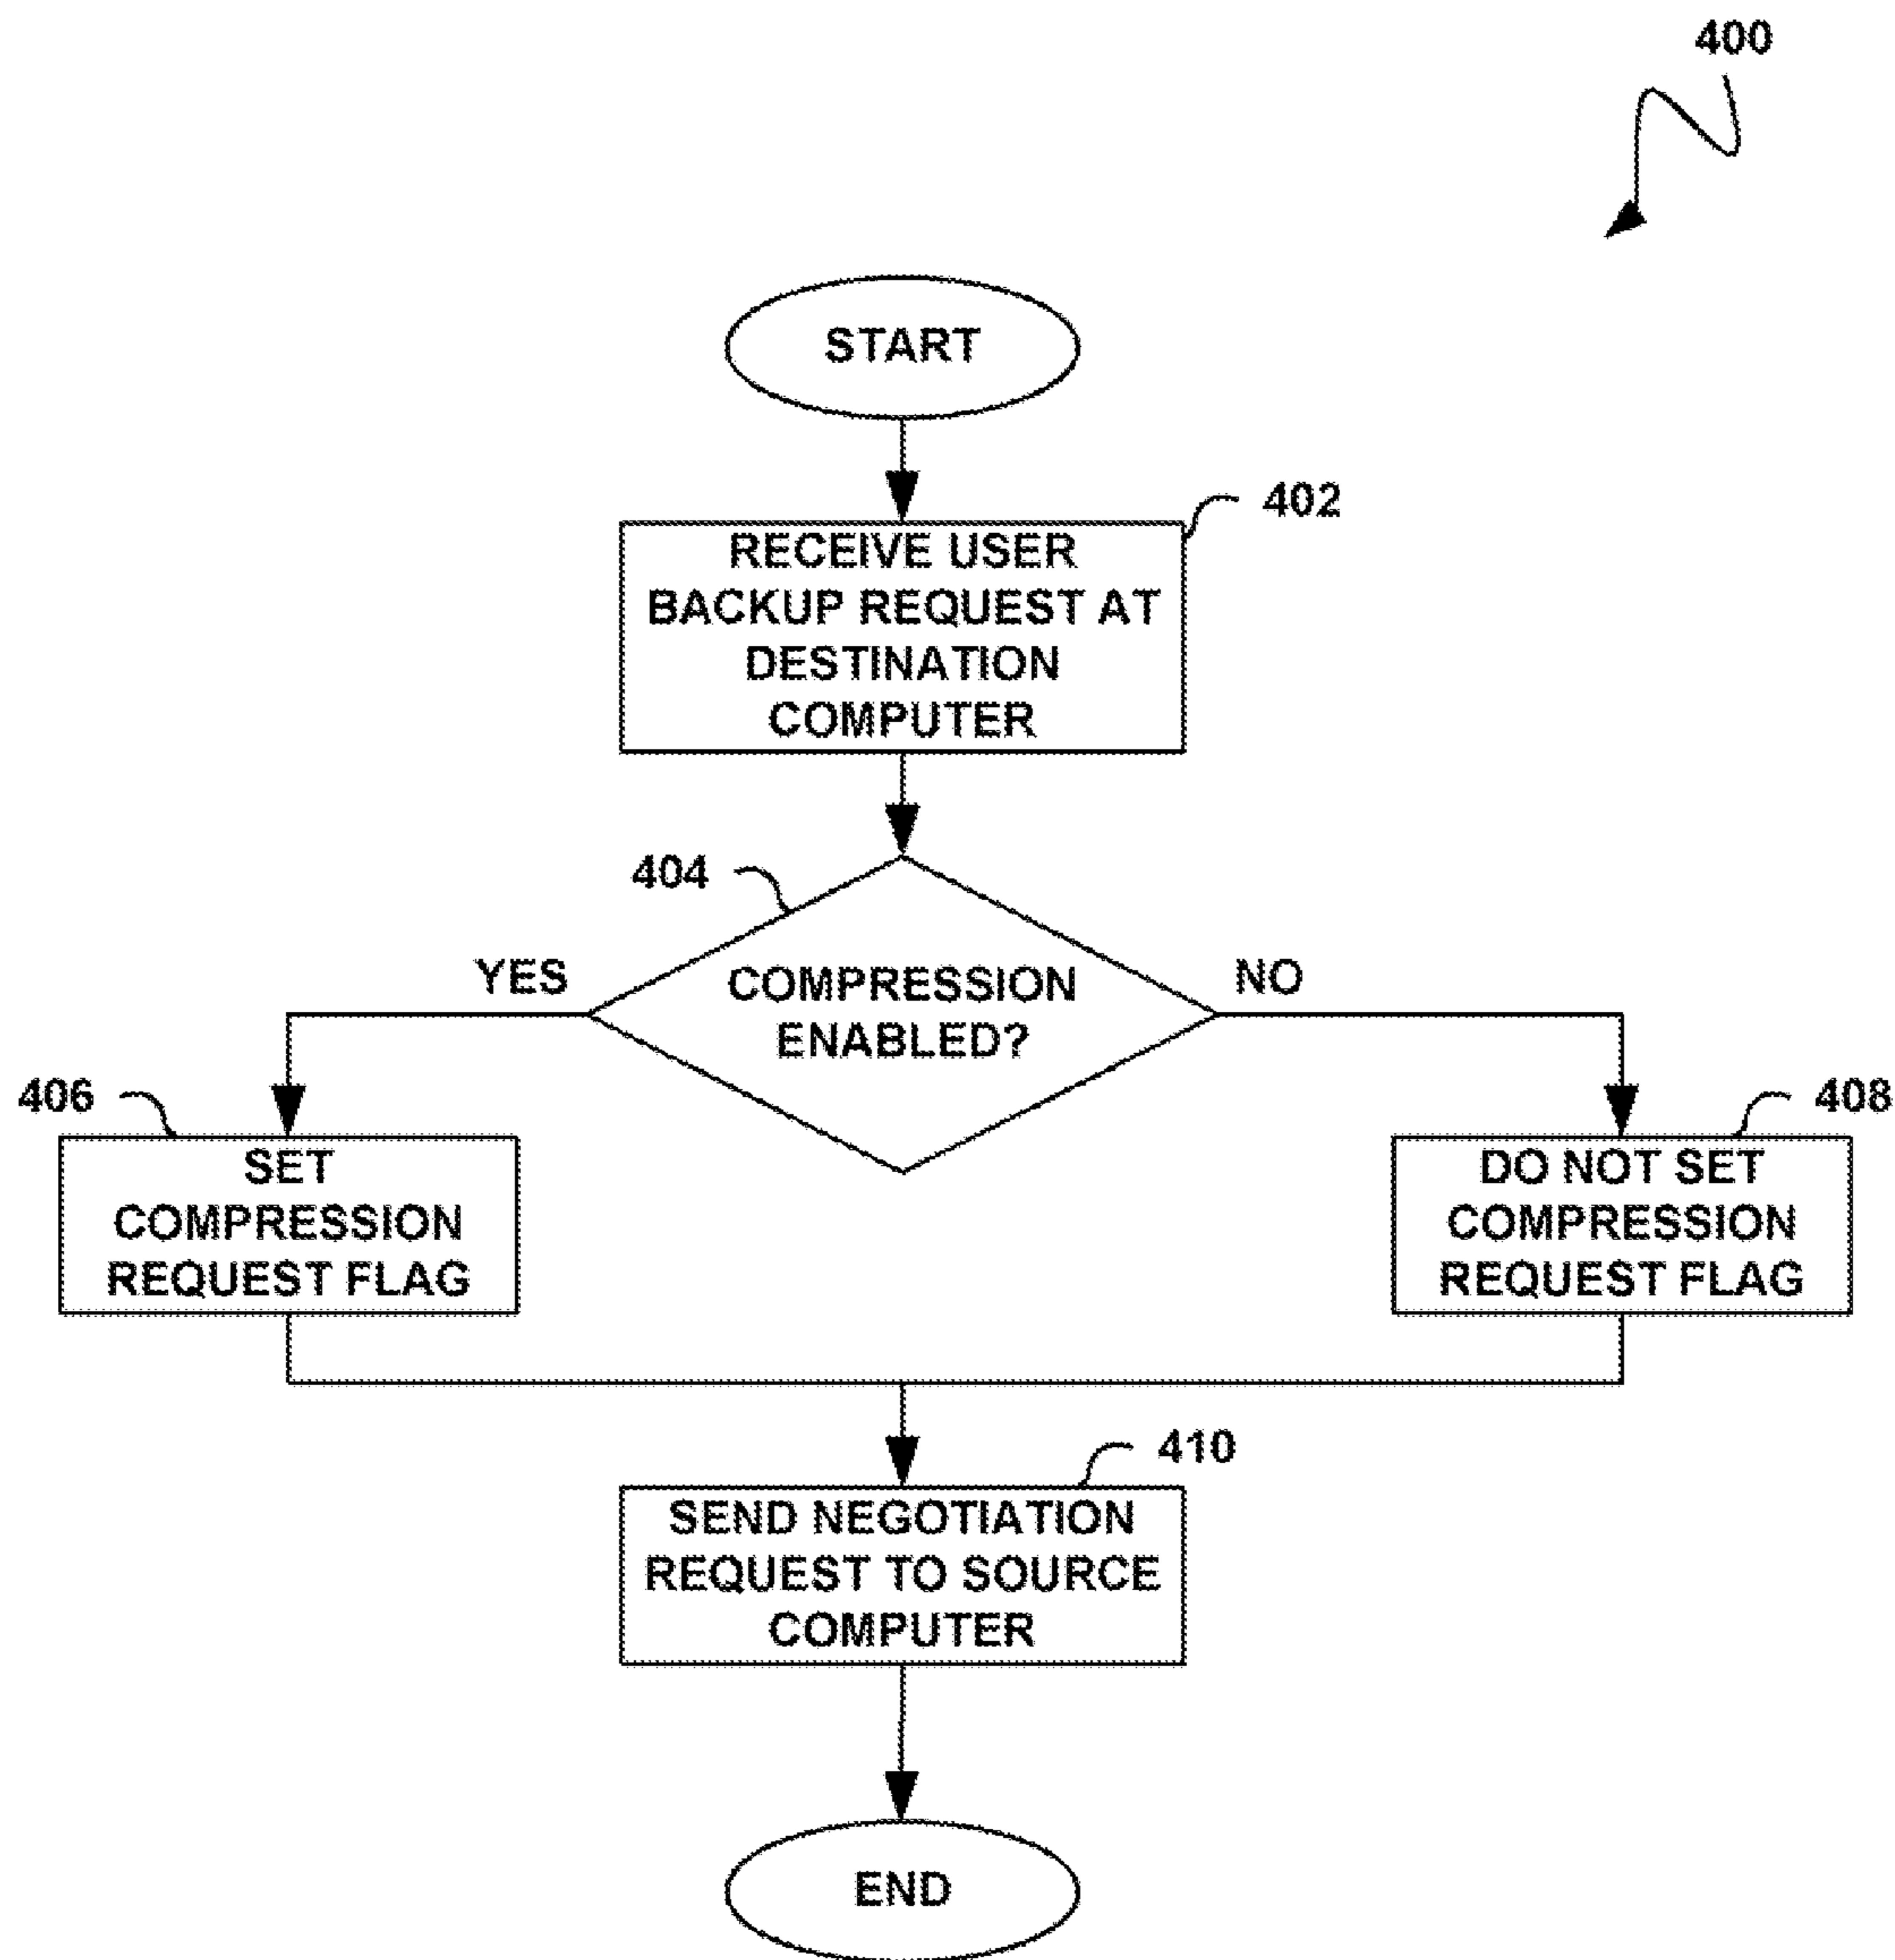 400
START
402
RECEIVE USER
BACKUP REQUEST AT
DESTINATION
COMPUTER
404
YES
COMPRESSION
ENABLED?
NO
406
SET
COMPRESSION
REQUEST FLAG
408
DO NOT SET
COMPRESSION
REQUEST FLAG
410
SEND NEGOTIATION
REQUEST TO SOURCE
COMPUTER
END